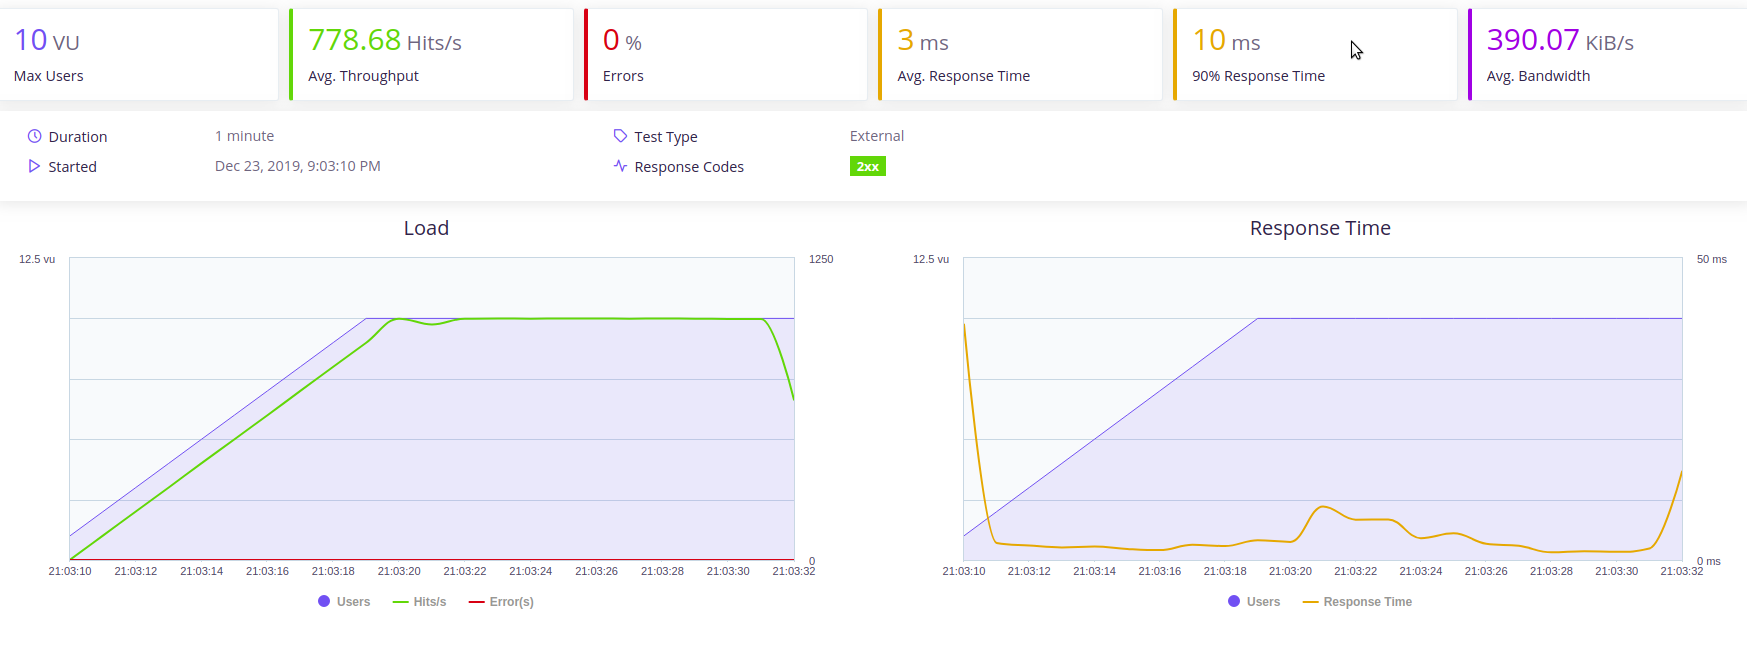 10 VU
Max Users
778.68 Hits/s
Avg. Throughput
0 %
Errors
3 ms
Avg. Response Time
10 ms
90% Response Time
390.07 KiB/s
Avg. Bandwidth
Duration 1 minute
Test Type External
Started Dec 23, 2019, 9:03:10 PM
Response Codes 2xx
Load
12.5 vu
1250
0
21:03:10 21:03:12 21:03:14 21:03:16 21:03:18 21:03:20 21:03:22 21:03:24 21:03:26 21:03:28 21:03:30 21:03:32
Users Hits/s Error(s)
Response Time
12.5 vu
50 ms
0 ms
21:03:10 21:03:12 21:03:14 21:03:16 21:03:18 21:03:20 21:03:22 21:03:24 21:03:26 21:03:28 21:03:30 21:03:32
Users Response Time